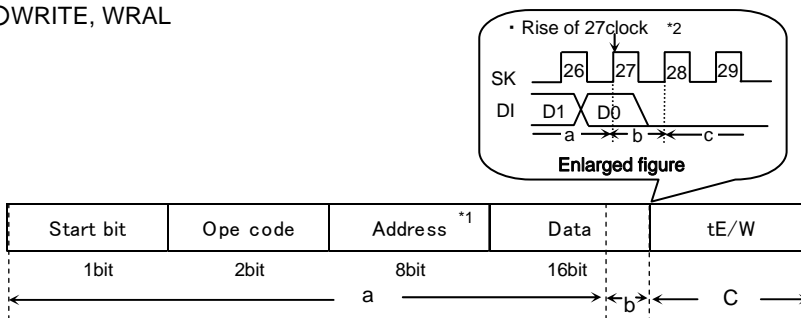 ○WRITE, WRAL
・ Rise of 27clock *2
SK 26 27 28 29
DI D1 D0
a b c
Enlarged figure
Start bit Ope code Address *1 Data tE/W
1bit 2bit 8bit 16bit
a b C